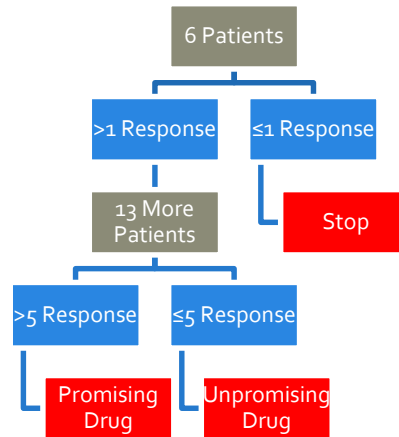 6 Patients
>1 Response
≤1 Response
13 More
Patients
Stop
>5 Response
≤5 Response
Promising
Drug
Unpromising
Drug